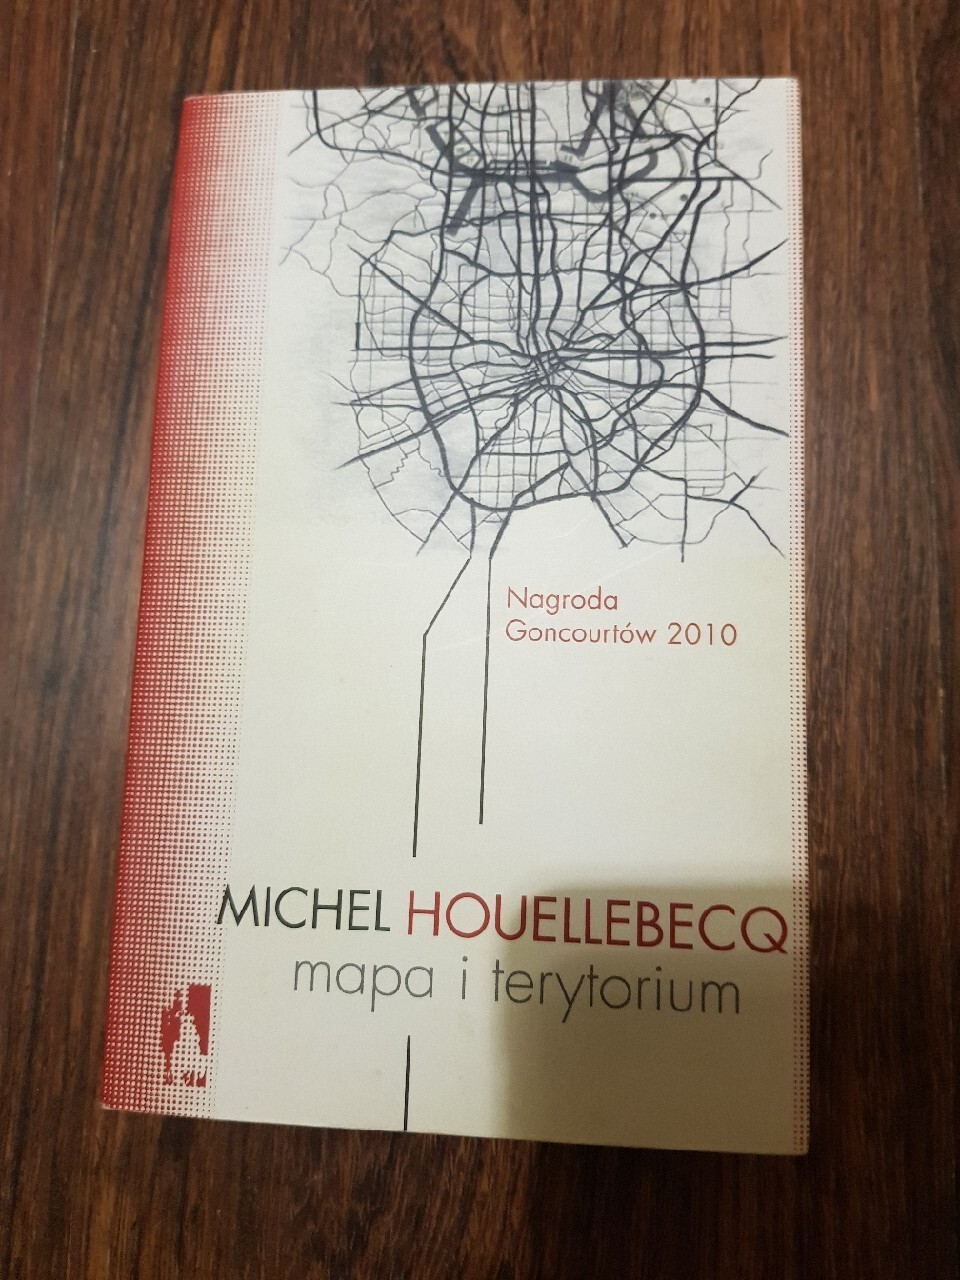 Nagroda
Goncourtów 2010
MICHEL HOUELLEBECQ
mapa i terytorium